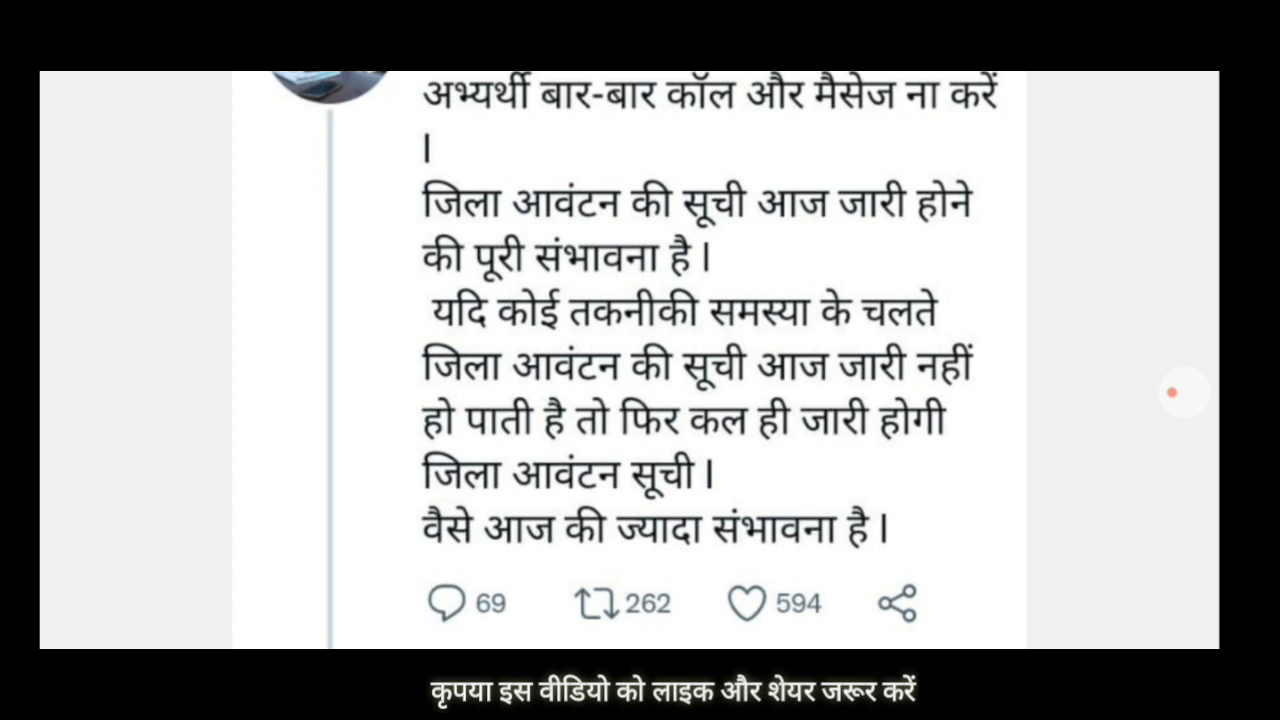 अभ्यर्थी बार-बार कॉल और मैसेज ना करें
।
जिला आवंटन की सूची आज जारी होने
की पूरी संभावना है ।
यदि कोई तकनीकी समस्या के चलते
जिला आवंटन की सूची आज जारी नहीं
हो पाती है तो फिर कल ही जारी होगी
जिला आवंटन सूची ।
वैसे आज की ज्यादा संभावना है ।
69 262 594
कृपया इस वीडियो को लाइक और शेयर जरूर करें